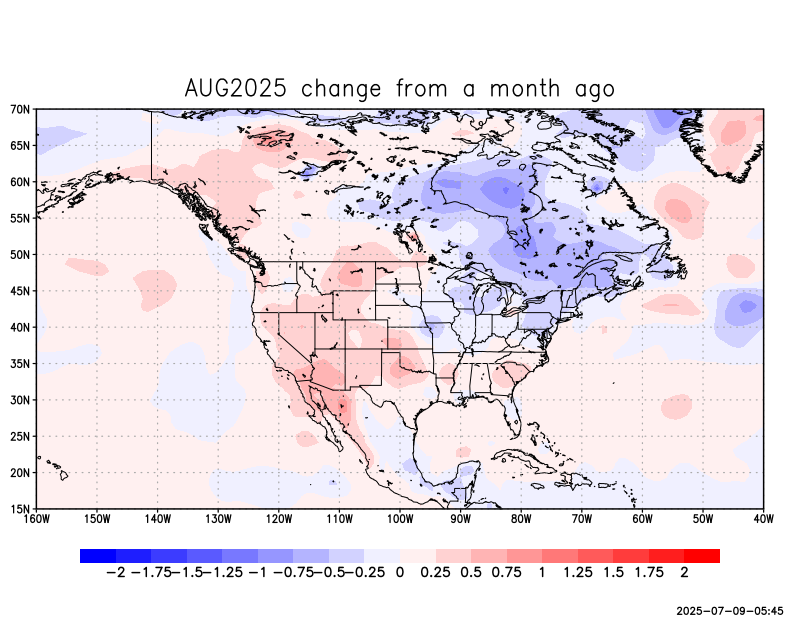 AUG2025 change from a month ago
70N
65N
60N
55N
50N
45N
40N
35N
30N
25N
20N
15N
160W 150W 140W 130W 120W 110W 100W 90W 80W 70W 60W 50W 40W
−2 −1.75 −1.5 −1.25 −1 −0.75 −0.5 −0.25 0 0.25 0.5 0.75 1 1.25 1.5 1.75 2
2025-07-09-05:45